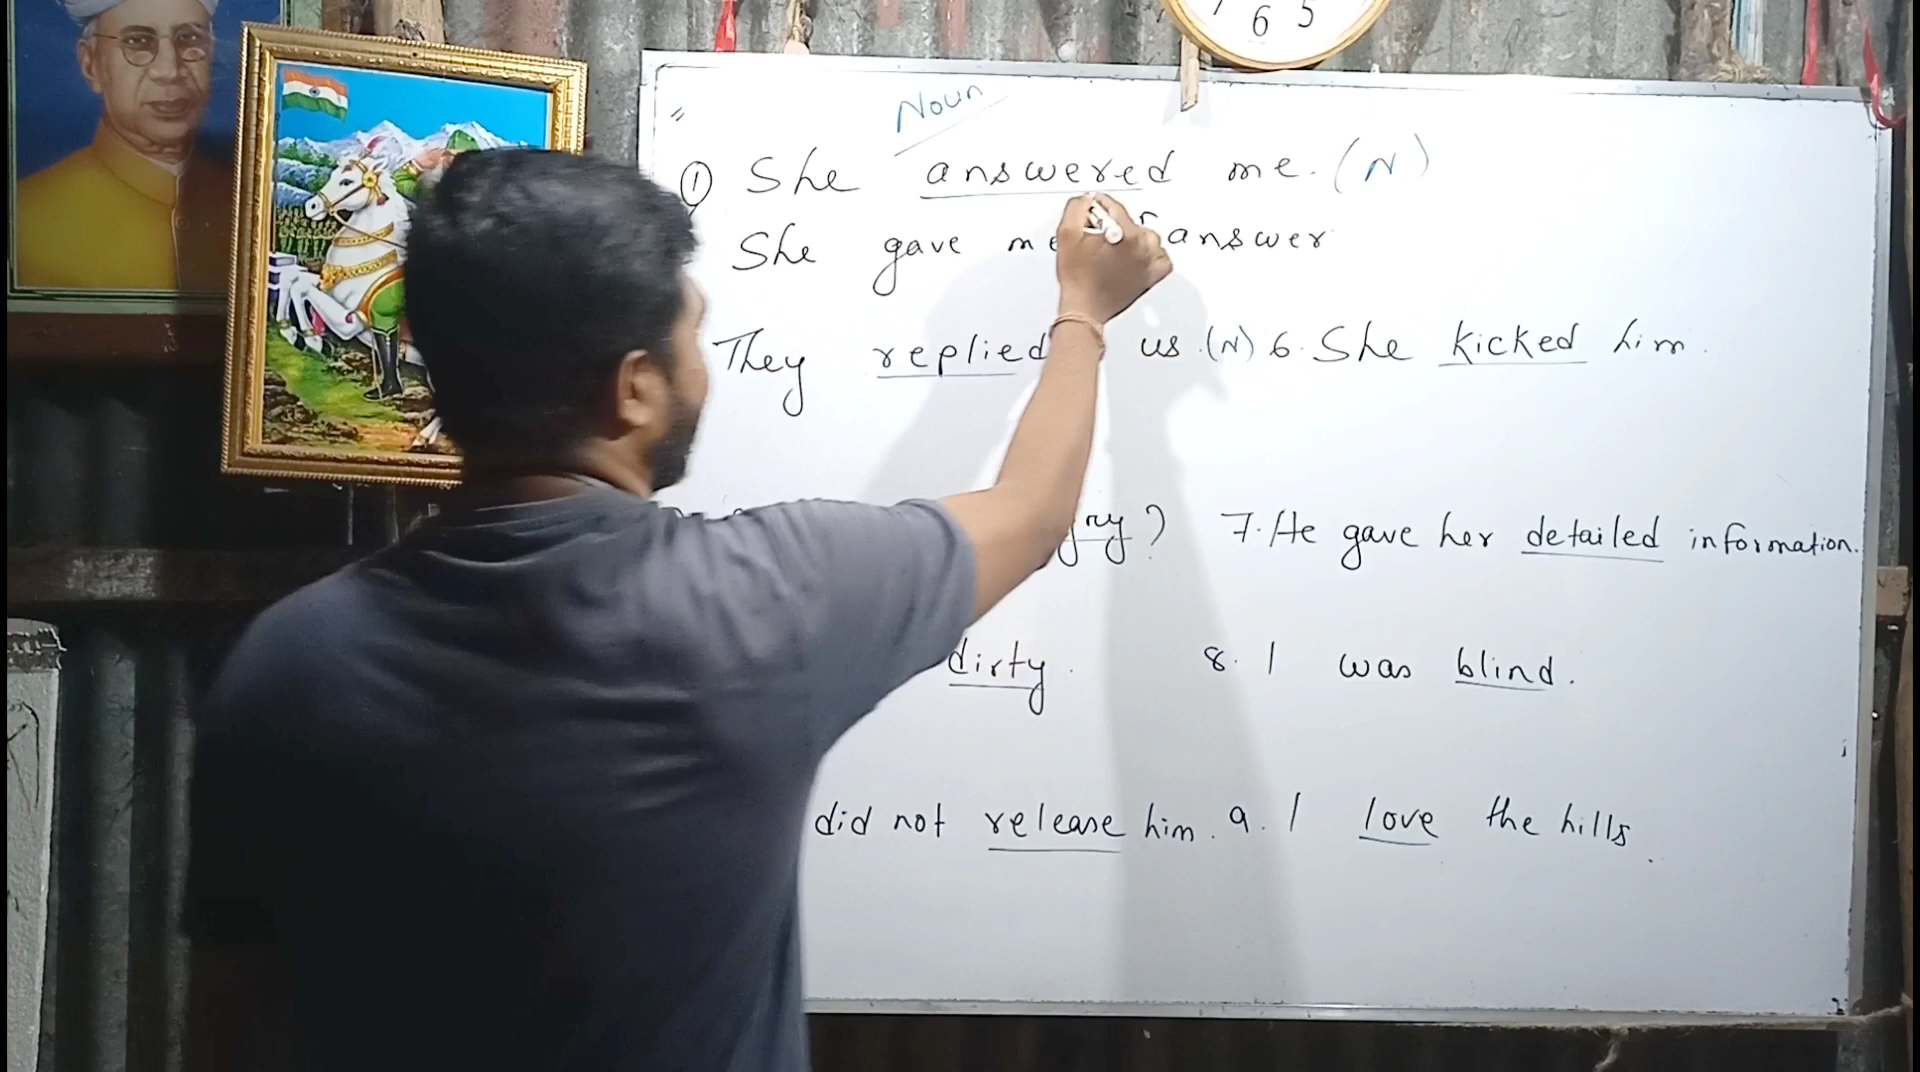 Noun
① She answered me. (N)
She gave answer
They replied us. (N) 6. She kicked him.
7. He gave her detailed information.
dirty. 8. I was blind.
did not release him. 9. I love the hills.
6 5